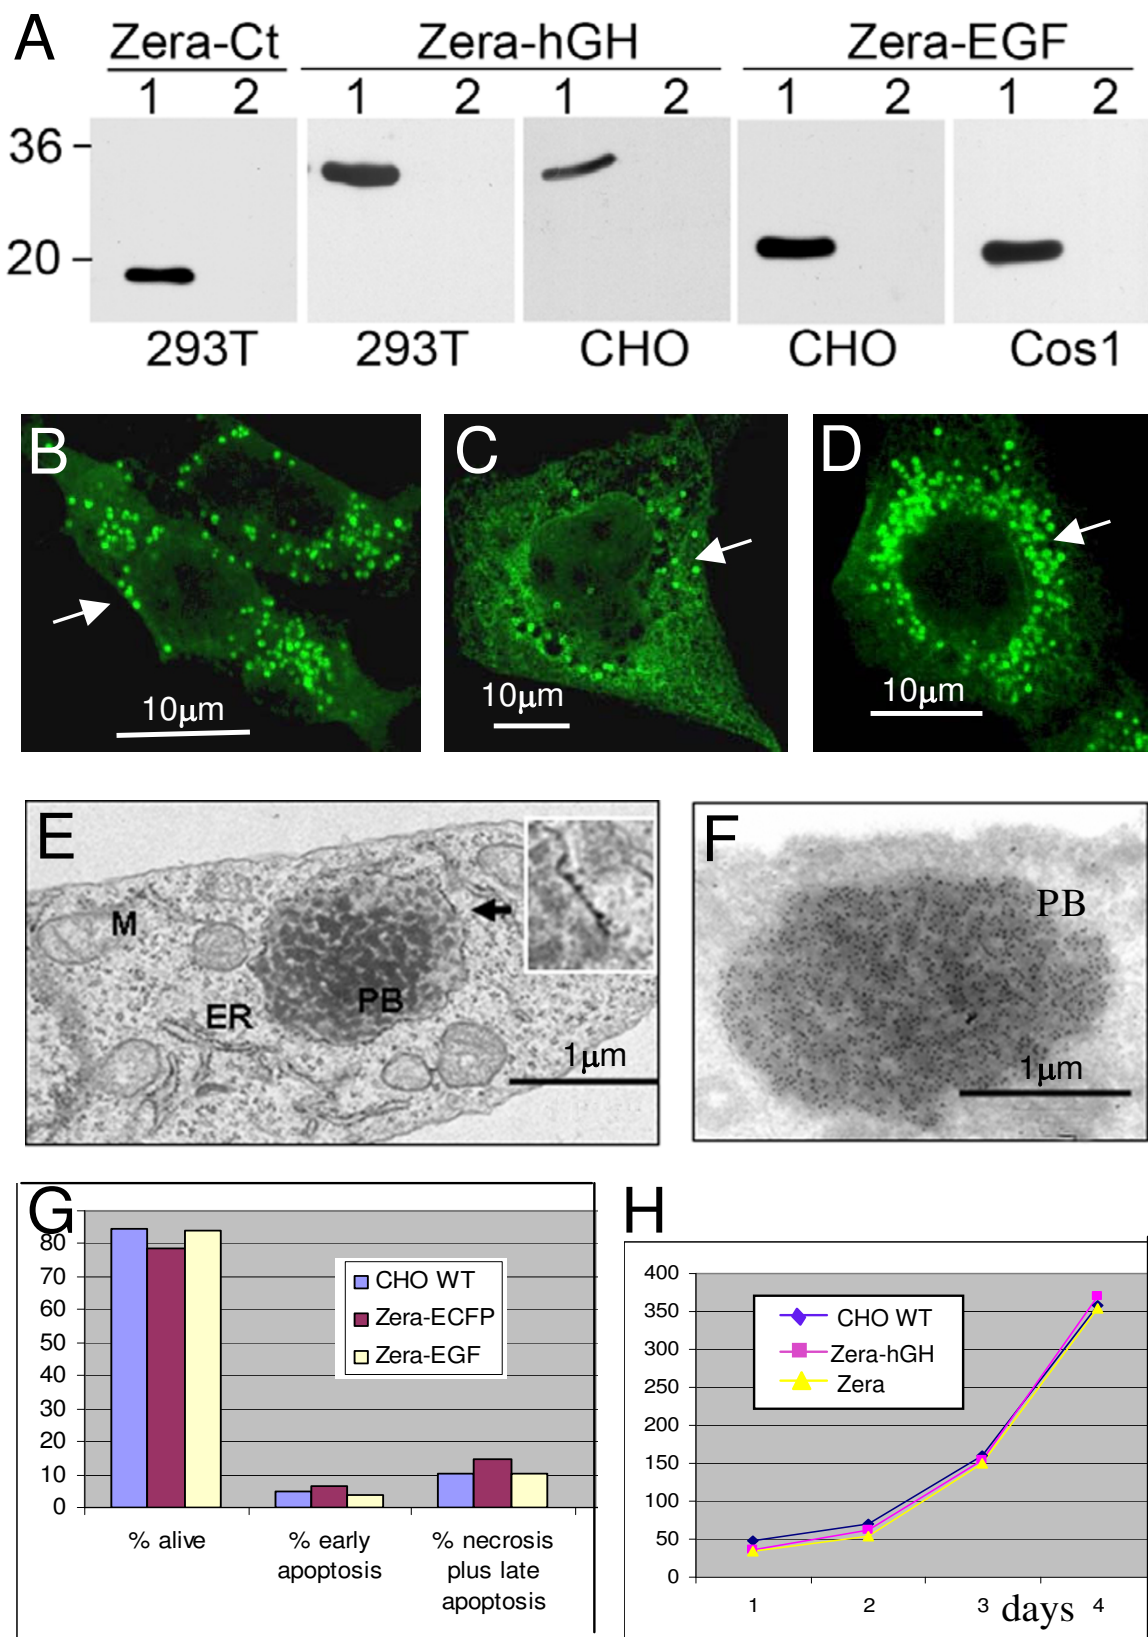 A
Zera-Ct Zera-hGH Zera-EGF
1 2 1 2 1 2 1 2 1 2
36
20
293T 293T CHO CHO Cos1
B C D
10μm 10μm 10μm
E F
M
PB
PB
ER
1μm 1μm
G
80
70
60
50
40
30
20
10
0
CHO WT
Zera-ECFP
Zera-EGF
% alive % early apoptosis % necrosis plus late apoptosis
H
400
350
300
250
200
150
100
50
0
CHO WT
Zera-hGH
Zera
1 2 3 days 4